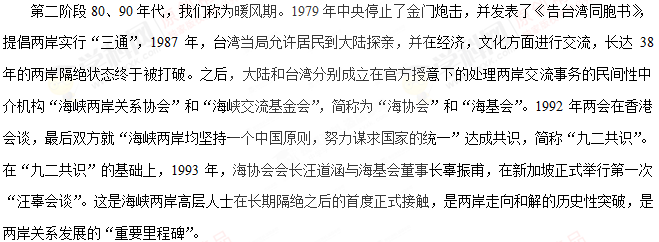 第二阶段 80、90 年代，我们称为暖风期。1979 年中央停止了金门炮击，并发表了《告台湾同胞书》，
提倡两岸实行“三通”，1987 年，台湾当局允许居民到大陆探亲，并在经济，文化方面进行交流，长达 38
年的两岸隔绝状态终于被打破。之后，大陆和台湾分别成立在官方授意下的处理两岸交流事务的民间性中
介机构“海峡两岸关系协会”和“海峡交流基金会”，简称为“海协会”和“海基会”。1992 年两会在香港
会谈，最后双方就“海峡两岸均坚持一个中国原则，努力谋求国家的统一”达成共识，简称“九二共识”。
在“九二共识”的基础上，1993 年，海协会会长汪道涵与海基会董事长辜振甫，在新加坡正式举行第一次
“汪辜会谈”。这是海峡两岸高层人士在长期隔绝之后的首度正式接触，是两岸走向和解的历史性突破，是
两岸关系发展的“重要里程碑”。